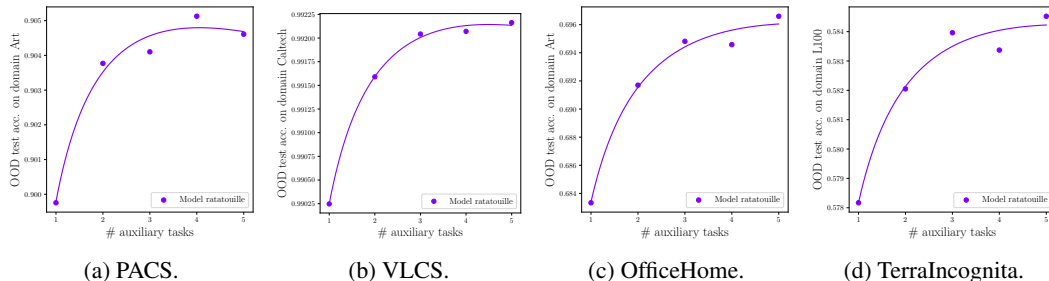 OOD test acc. on domain Art
0.905
0.904
0.903
0.902
0.901
0.900
1 2 3 4 5
# auxiliary tasks
Model ratatouille
(a) PACS.
OOD test acc. on domain Caltech
0.99225
0.99200
0.99175
0.99150
0.99125
0.99100
0.99075
0.99050
0.99025
1 2 3 4 5
# auxiliary tasks
Model ratatouille
(b) VLCS.
OOD test acc. on domain Art
0.696
0.694
0.692
0.690
0.688
0.686
0.684
1 2 3 4 5
# auxiliary tasks
Model ratatouille
(c) OfficeHome.
OOD test acc. on domain L100
0.584
0.583
0.582
0.581
0.580
0.579
0.578
1 2 3 4 5
# auxiliary tasks
Model ratatouille
(d) TerraIncognita.